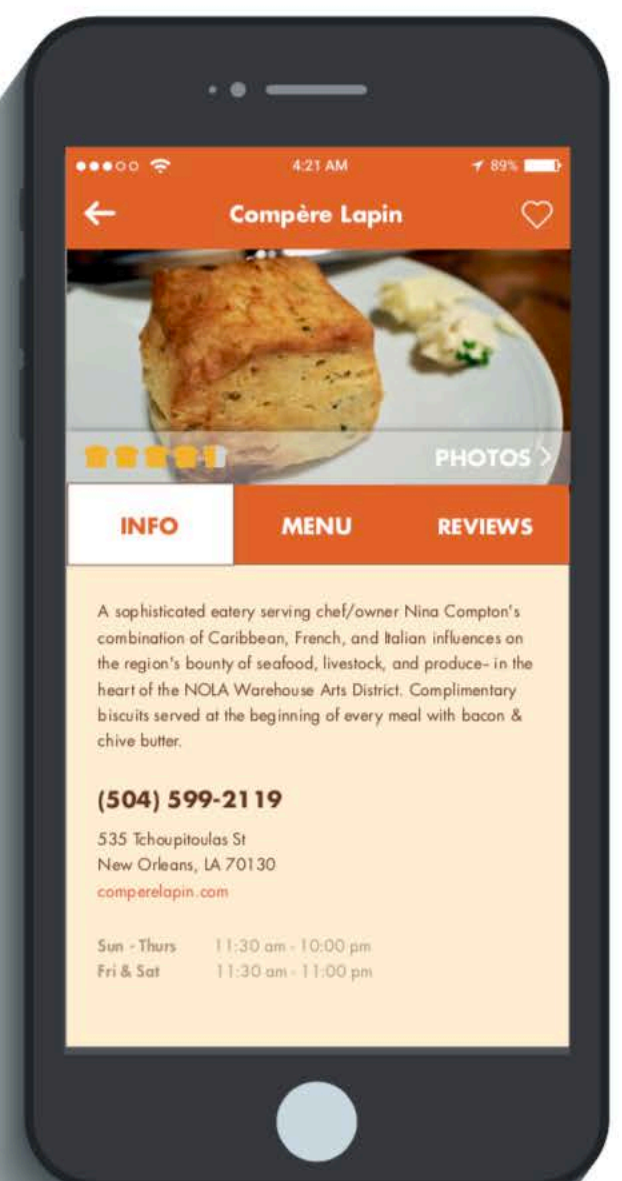 4:21 AM 89%
Compère Lapin
PHOTOS
INFO MENU REVIEWS
A sophisticated eatery serving chef/owner Nina Compton's
combination of Caribbean, French, and Italian influences on
the region's bounty of seafood, livestock, and produce- in the
heart of the NOLA Warehouse Arts District. Complimentary
biscuits served at the beginning of every meal with bacon &
chive butter.
(504) 599-2119
535 Tchoupitoulas St
New Orleans, LA 70130
comperelapin.com
Sun - Thurs 11:30 am - 10:00 pm
Fri & Sat 11:30 am - 11:00 pm